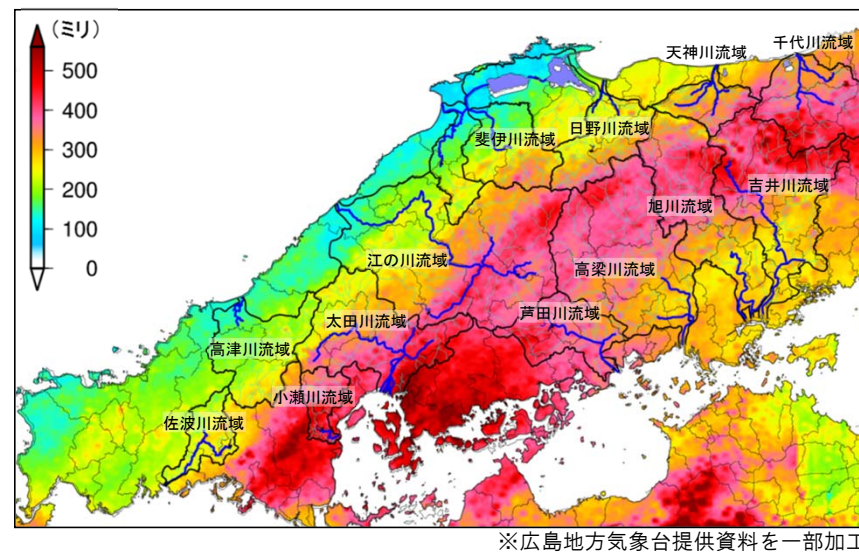 (ミリ)
500
400
300
200
100
0
天神川流域
千代川流域
日野川流域
斐伊川流域
吉井川流域
旭川流域
江の川流域
高梁川流域
芦田川流域
太田川流域
高津川流域
小瀬川流域
佐波川流域
※広島地方気象台提供資料を一部加工